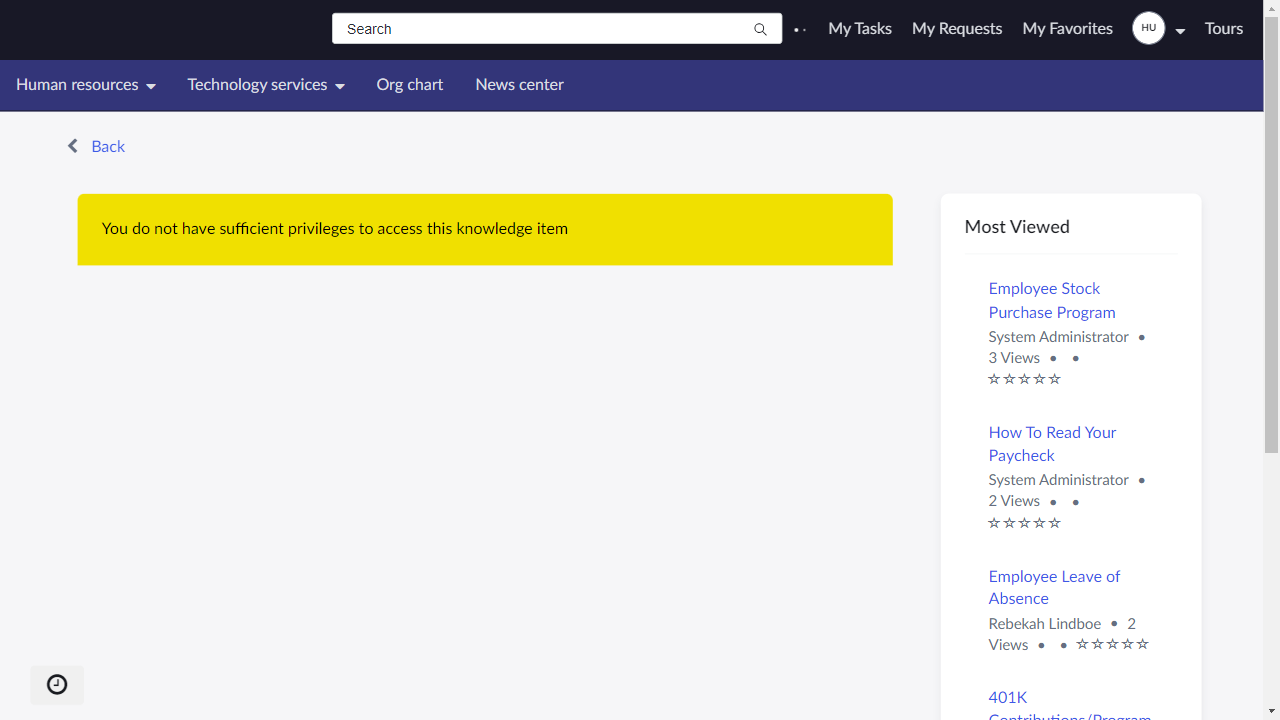 Search
My Tasks
My Requests
My Favorites
HU
Tours
Human resources
Technology services
Org chart
News center
Back
You do not have sufficient privileges to access this knowledge item
Most Viewed
Employee Stock
Purchase Program
System Administrator •
3 Views • •
☆☆☆☆☆
How To Read Your
Paycheck
System Administrator •
2 Views • •
☆☆☆☆☆
Employee Leave of
Absence
Rebekah Lindboe • 2
Views • • ☆☆☆☆☆
401K
Contributions/Program